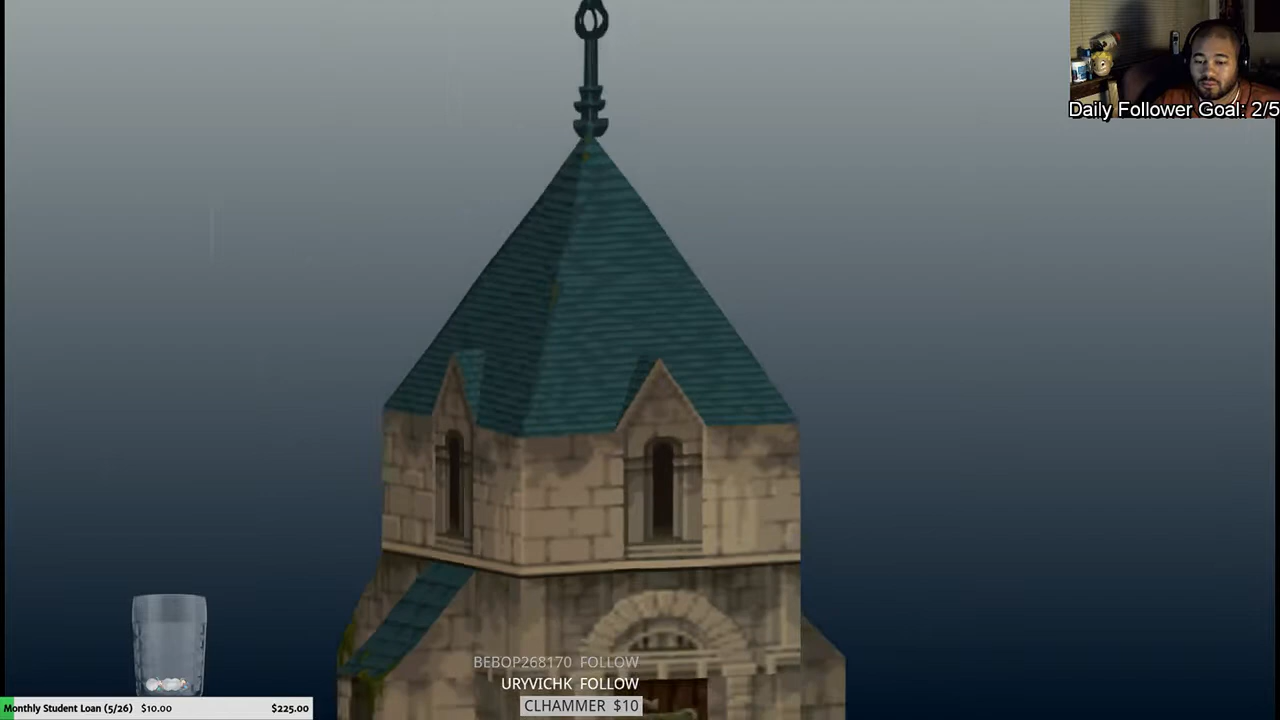 Daily Follower Goal: 2/5
BEBOP268170 FOLLOW
URYVICHK FOLLOW
CLHAMMER $10
Monthly Student Loan (5/26) $10.00 $225.00